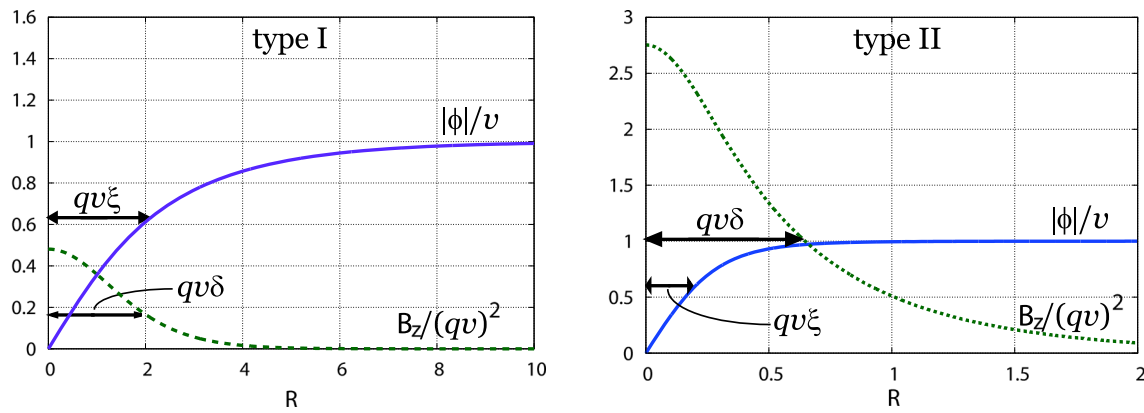 type I
1.6
1.4
1.2
1
0.8
0.6
0.4
0.2
0
|ϕ|/v
qvξ
qvδ
B_z/(qv)^2
0 2 4 6 8 10
R
type II
3
2.5
2
1.5
1
0.5
0
qvδ
|ϕ|/v
qvξ
B_z/(qv)^2
0 0.5 1 1.5 2
R